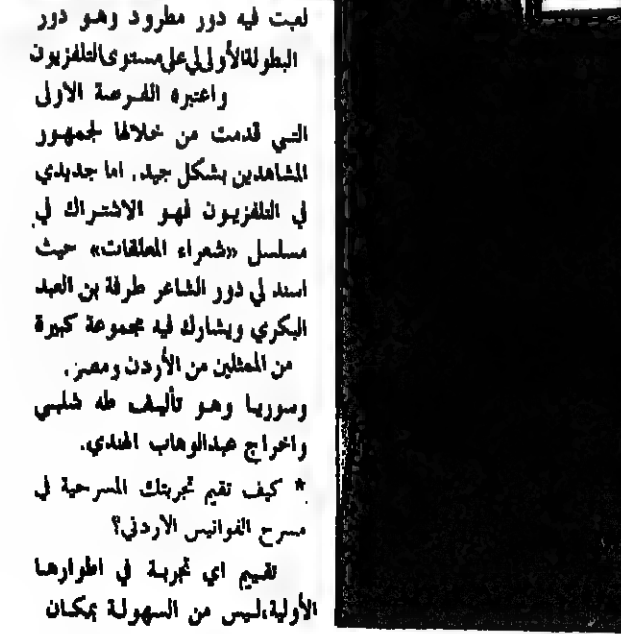 لعبت فيه دور مطرود وهو دور
البطولة الأولى لي على مستوى التلفزيون
واعتبره الفرصة الاولى
التي قدمت من خلالها لجمهور
المشاهدين بشكل جيد. اما جديدي
في التلفزيون فهو الاشتراك في
مسلسل «شعراء المعلقات» حيث
اسند لي دور الشاعر طرفة بن العبد
البكري ويشارك فيه مجموعة كبيرة
من الممثلين من الأردن ومصر.
وسوريا وهو تأليف طه شلبي
واخراج عبدالوهاب الهندي.
* كيف تقيم تجربتك المسرحية في
مسرح الفوانيس الاردني؟
تقييم اي تجربة في اطوارها
الأولية،ليس من السهولة بمكان